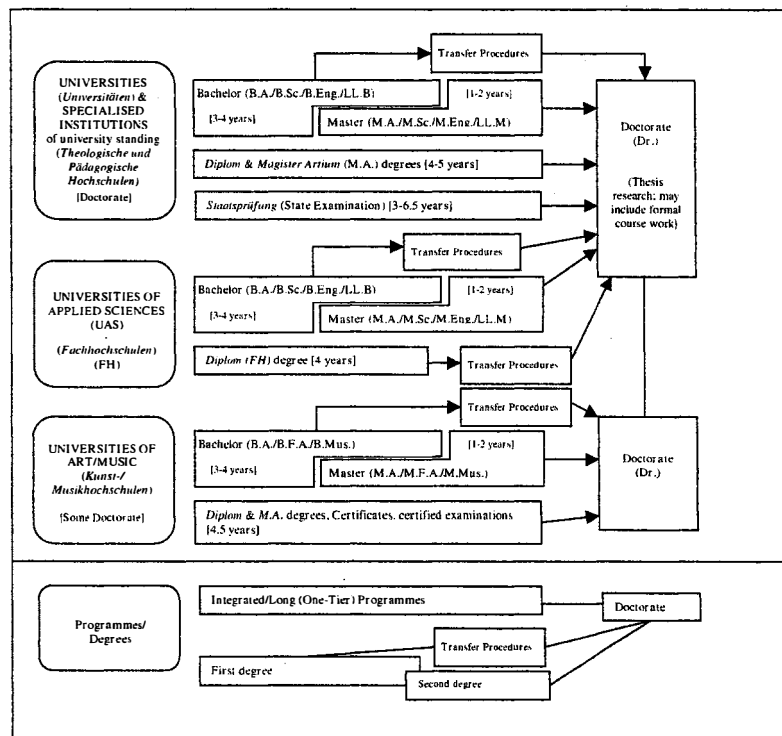 Transfer Procedures
UNIVERSITIES
(Universitäten) &
SPECIALISED
INSTITUTIONS
of university standing
(Theologische und
Pädagogische
Hochschulen)
[Doctorate]
Bachelor (B.A./B.Sc./B.Eng./LL.B)
[3-4 years]
[1-2 years]
Master (M.A./M.Sc./M.Eng./LL.M)
Diplom & Magister Artium (M.A.) degrees [4-5 years]
Staatsprüfung (State Examination) [3-6.5 years]
Doctorate
(Dr.)
(Thesis
research; may
include formal
course work)
Transfer Procedures
UNIVERSITIES OF
APPLIED SCIENCES
(UAS)
(Fachhochschulen)
(FH)
Bachelor (B.A./B.Sc./B.Eng./LL.B)
[3-4 years]
[1-2 years]
Master (M.A./M.Sc./M.Eng./LL.M)
Diplom (FH) degree [4 years]
Transfer Procedures
Transfer Procedures
UNIVERSITIES OF
ART/MUSIC
(Kunst-/
Musikhochschulen)
[Some Doctorate]
Bachelor (B.A./B.F.A./B.Mus.)
[3-4 years]
[1-2 years]
Master (M.A./M.F.A./M.Mus.)
Diplom & M.A. degrees, Certificates, certified examinations
[4.5 years]
Doctorate
(Dr.)
Programmes/
Degrees
Integrated/Long (One-Tier) Programmes
Doctorate
Transfer Procedures
First degree
Second degree